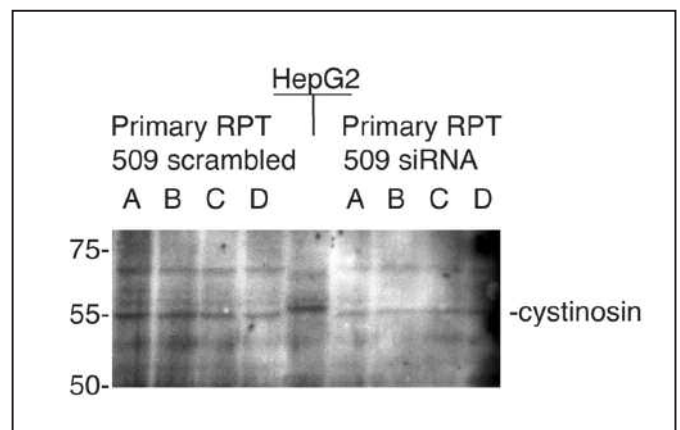 HepG2
Primary RPT Primary RPT
509 scrambled 509 siRNA
A B C D A B C D
75-
55- -cystinosin
50-